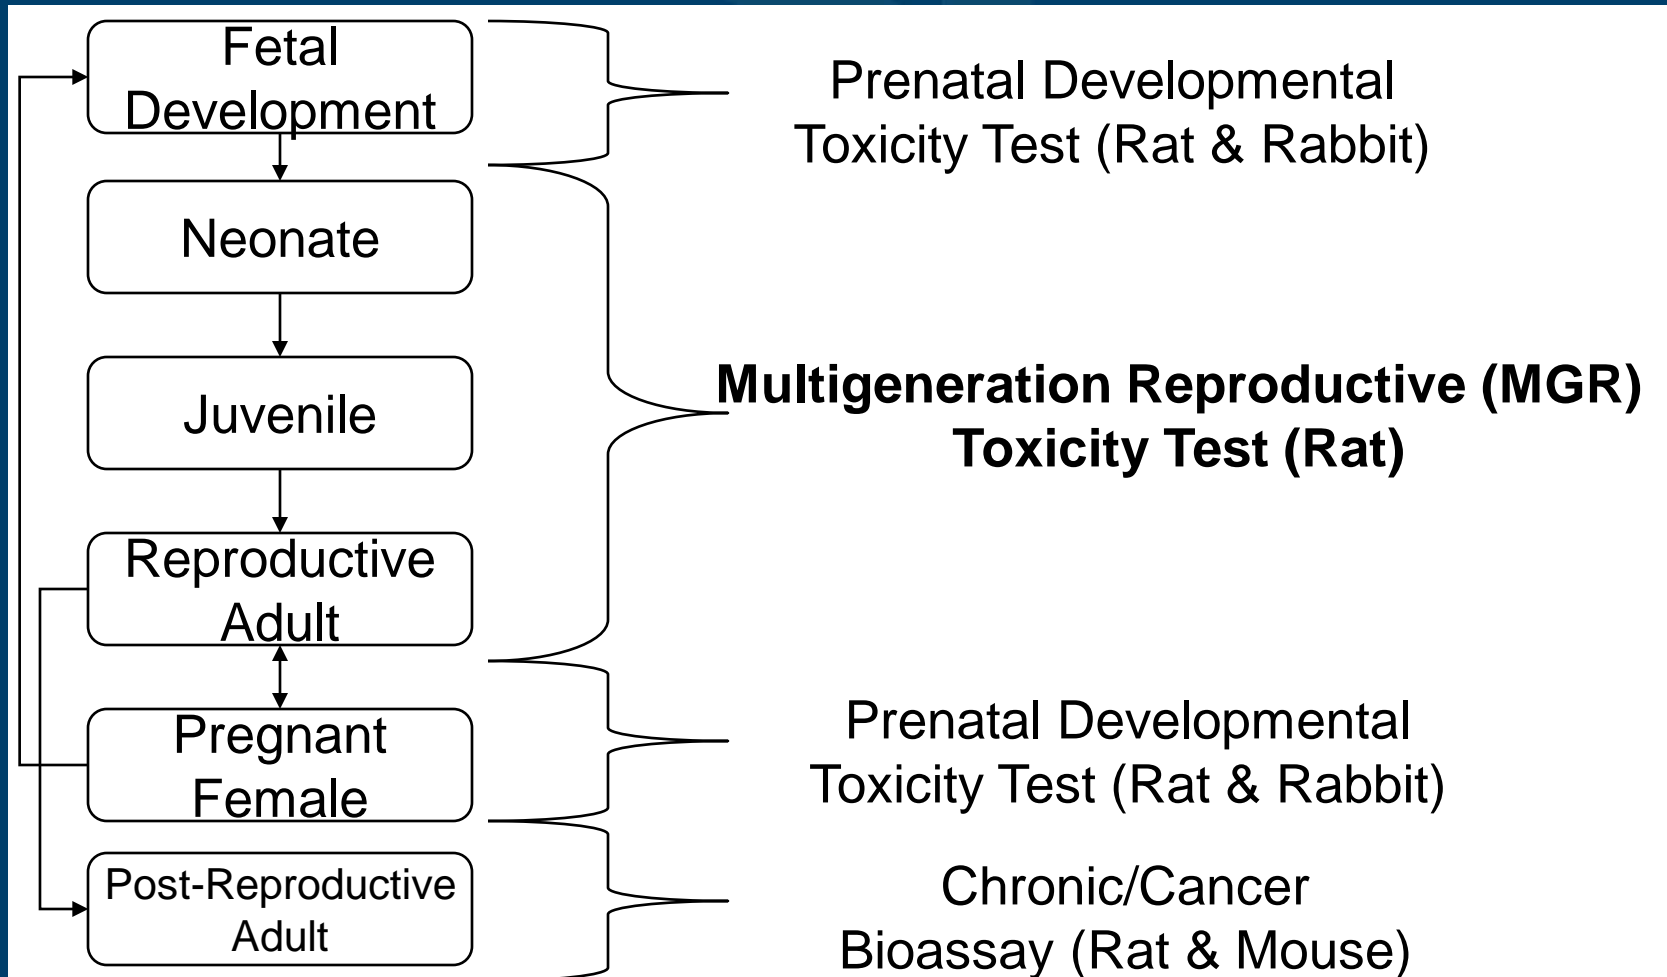 Fetal
Development
Prenatal Developmental
Toxicity Test (Rat & Rabbit)
Neonate
Juvenile
Multigeneration Reproductive (MGR)
Toxicity Test (Rat)
Reproductive
Adult
Pregnant
Female
Prenatal Developmental
Toxicity Test (Rat & Rabbit)
Post-Reproductive
Adult
Chronic/Cancer
Bioassay (Rat & Mouse)